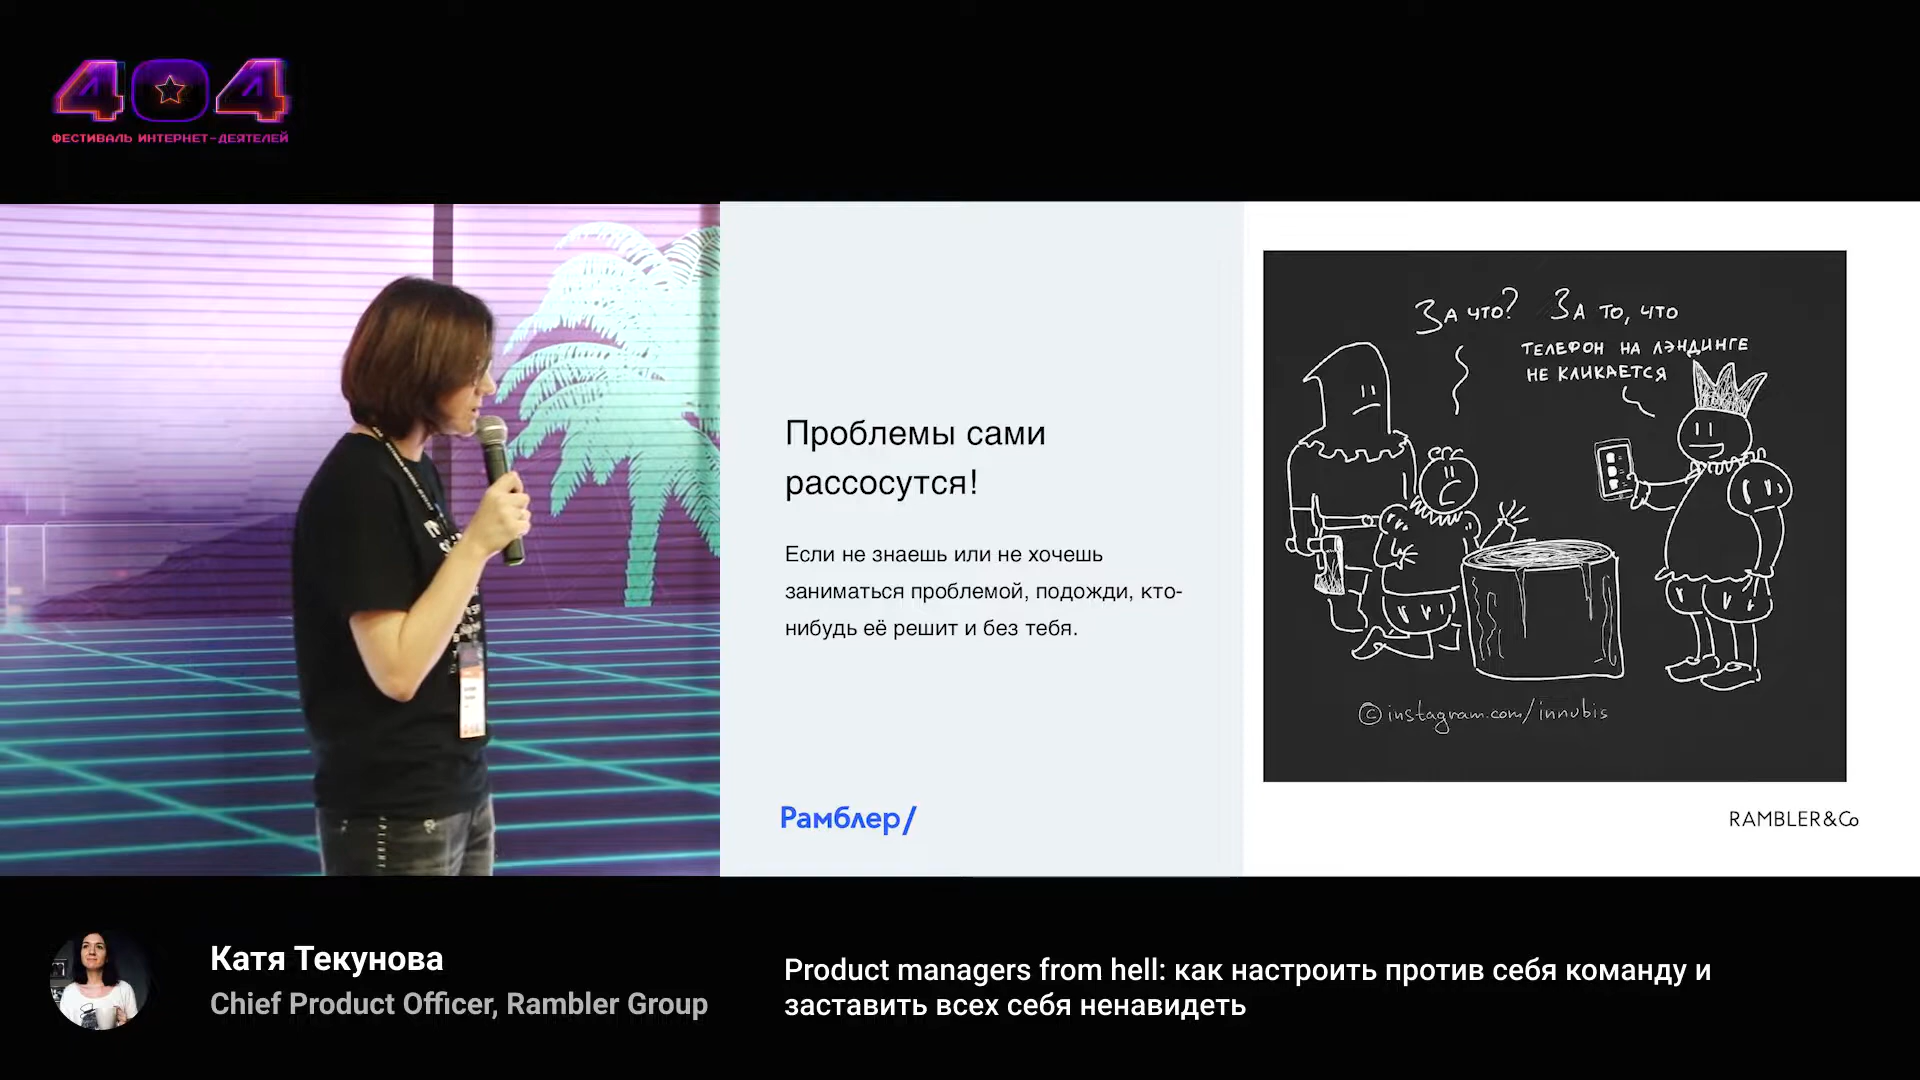 404
ФЕСТИВАЛЬ ИНТЕРНЕТ-ДЕЯТЕЛЕЙ
Проблемы сами
рассосутся!
Если не знаешь или не хочешь
заниматься проблемой, подожди, кто-
нибудь её решит и без тебя.
Рамблер/
ЗА ЧТО?
ЗА ТО, ЧТО
ТЕЛЕФОН НА ЛЭНДИНГЕ
НЕ КЛИКАЕТСЯ
© instagram.com/innubis
RAMBLER&Co
Катя Текунова
Chief Product Officer, Rambler Group
Product managers from hell: как настроить против себя команду и
заставить всех себя ненавидеть